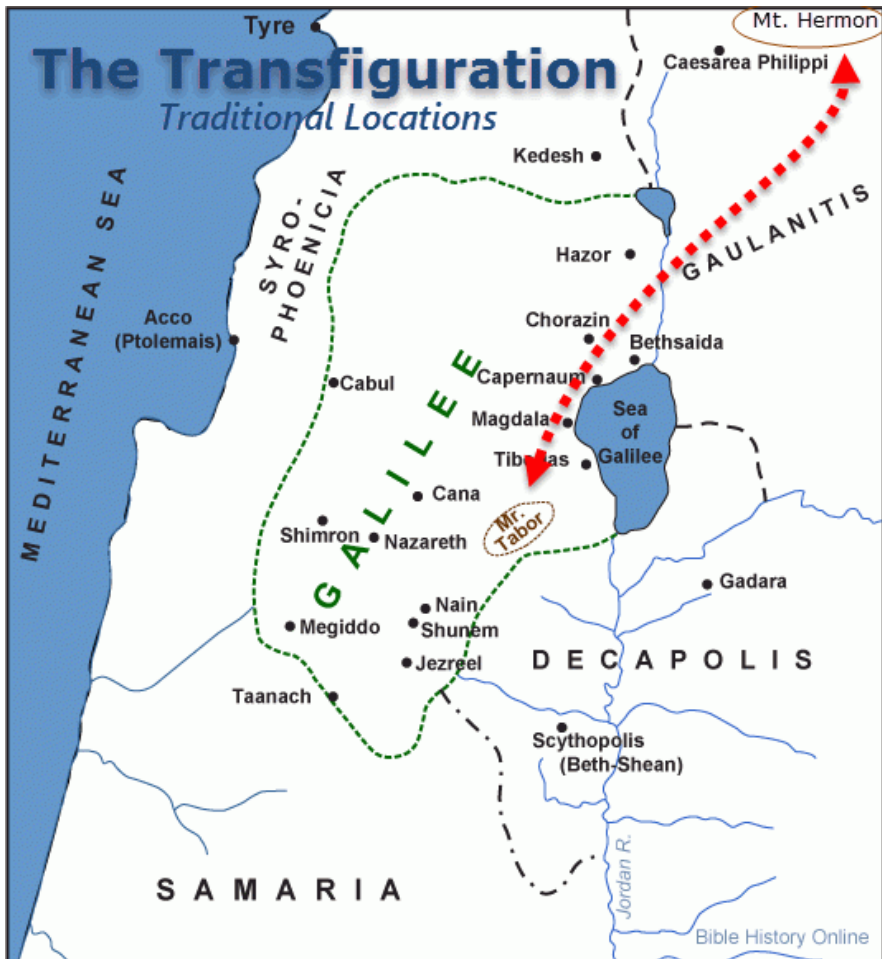 Tyre
Mt. Hermon
The Transfiguration
Traditional Locations
Caesarea Philippi
Kedesh
MEDITERRANEAN SEA
SYRO-
PHOENICIA
GAULANITIS
Hazor
Acco
(Ptolemais)
Chorazin
Bethsaida
Cabul
Capernaum
Magdala
Sea
of
Galilee
Tiberias
GALILEE
Cana
Mr.
Tabor
Shimron
Nazareth
Gadara
Nain
Megiddo
Shunem
Jezreel
DECAPOLIS
Taanach
Scythopolis
(Beth-Shean)
SAMARIA
Jordan R.
Bible History Online